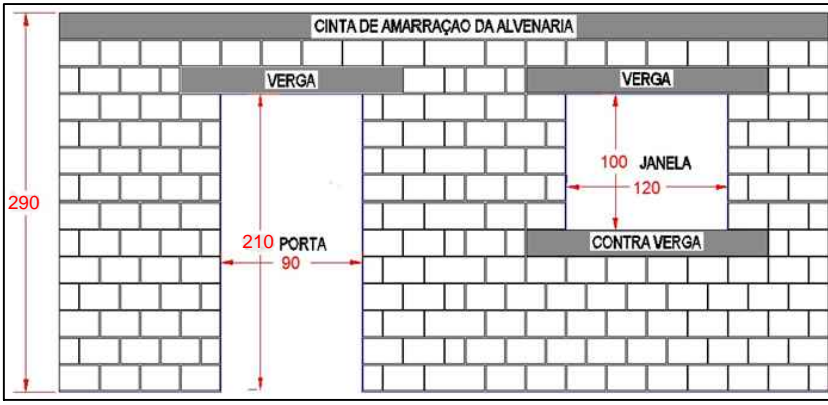 CINTA DE AMARRAÇAO DA ALVENARIA
VERGA
VERGA
100 JANELA
120
290
210 PORTA
90
CONTRA VERGA